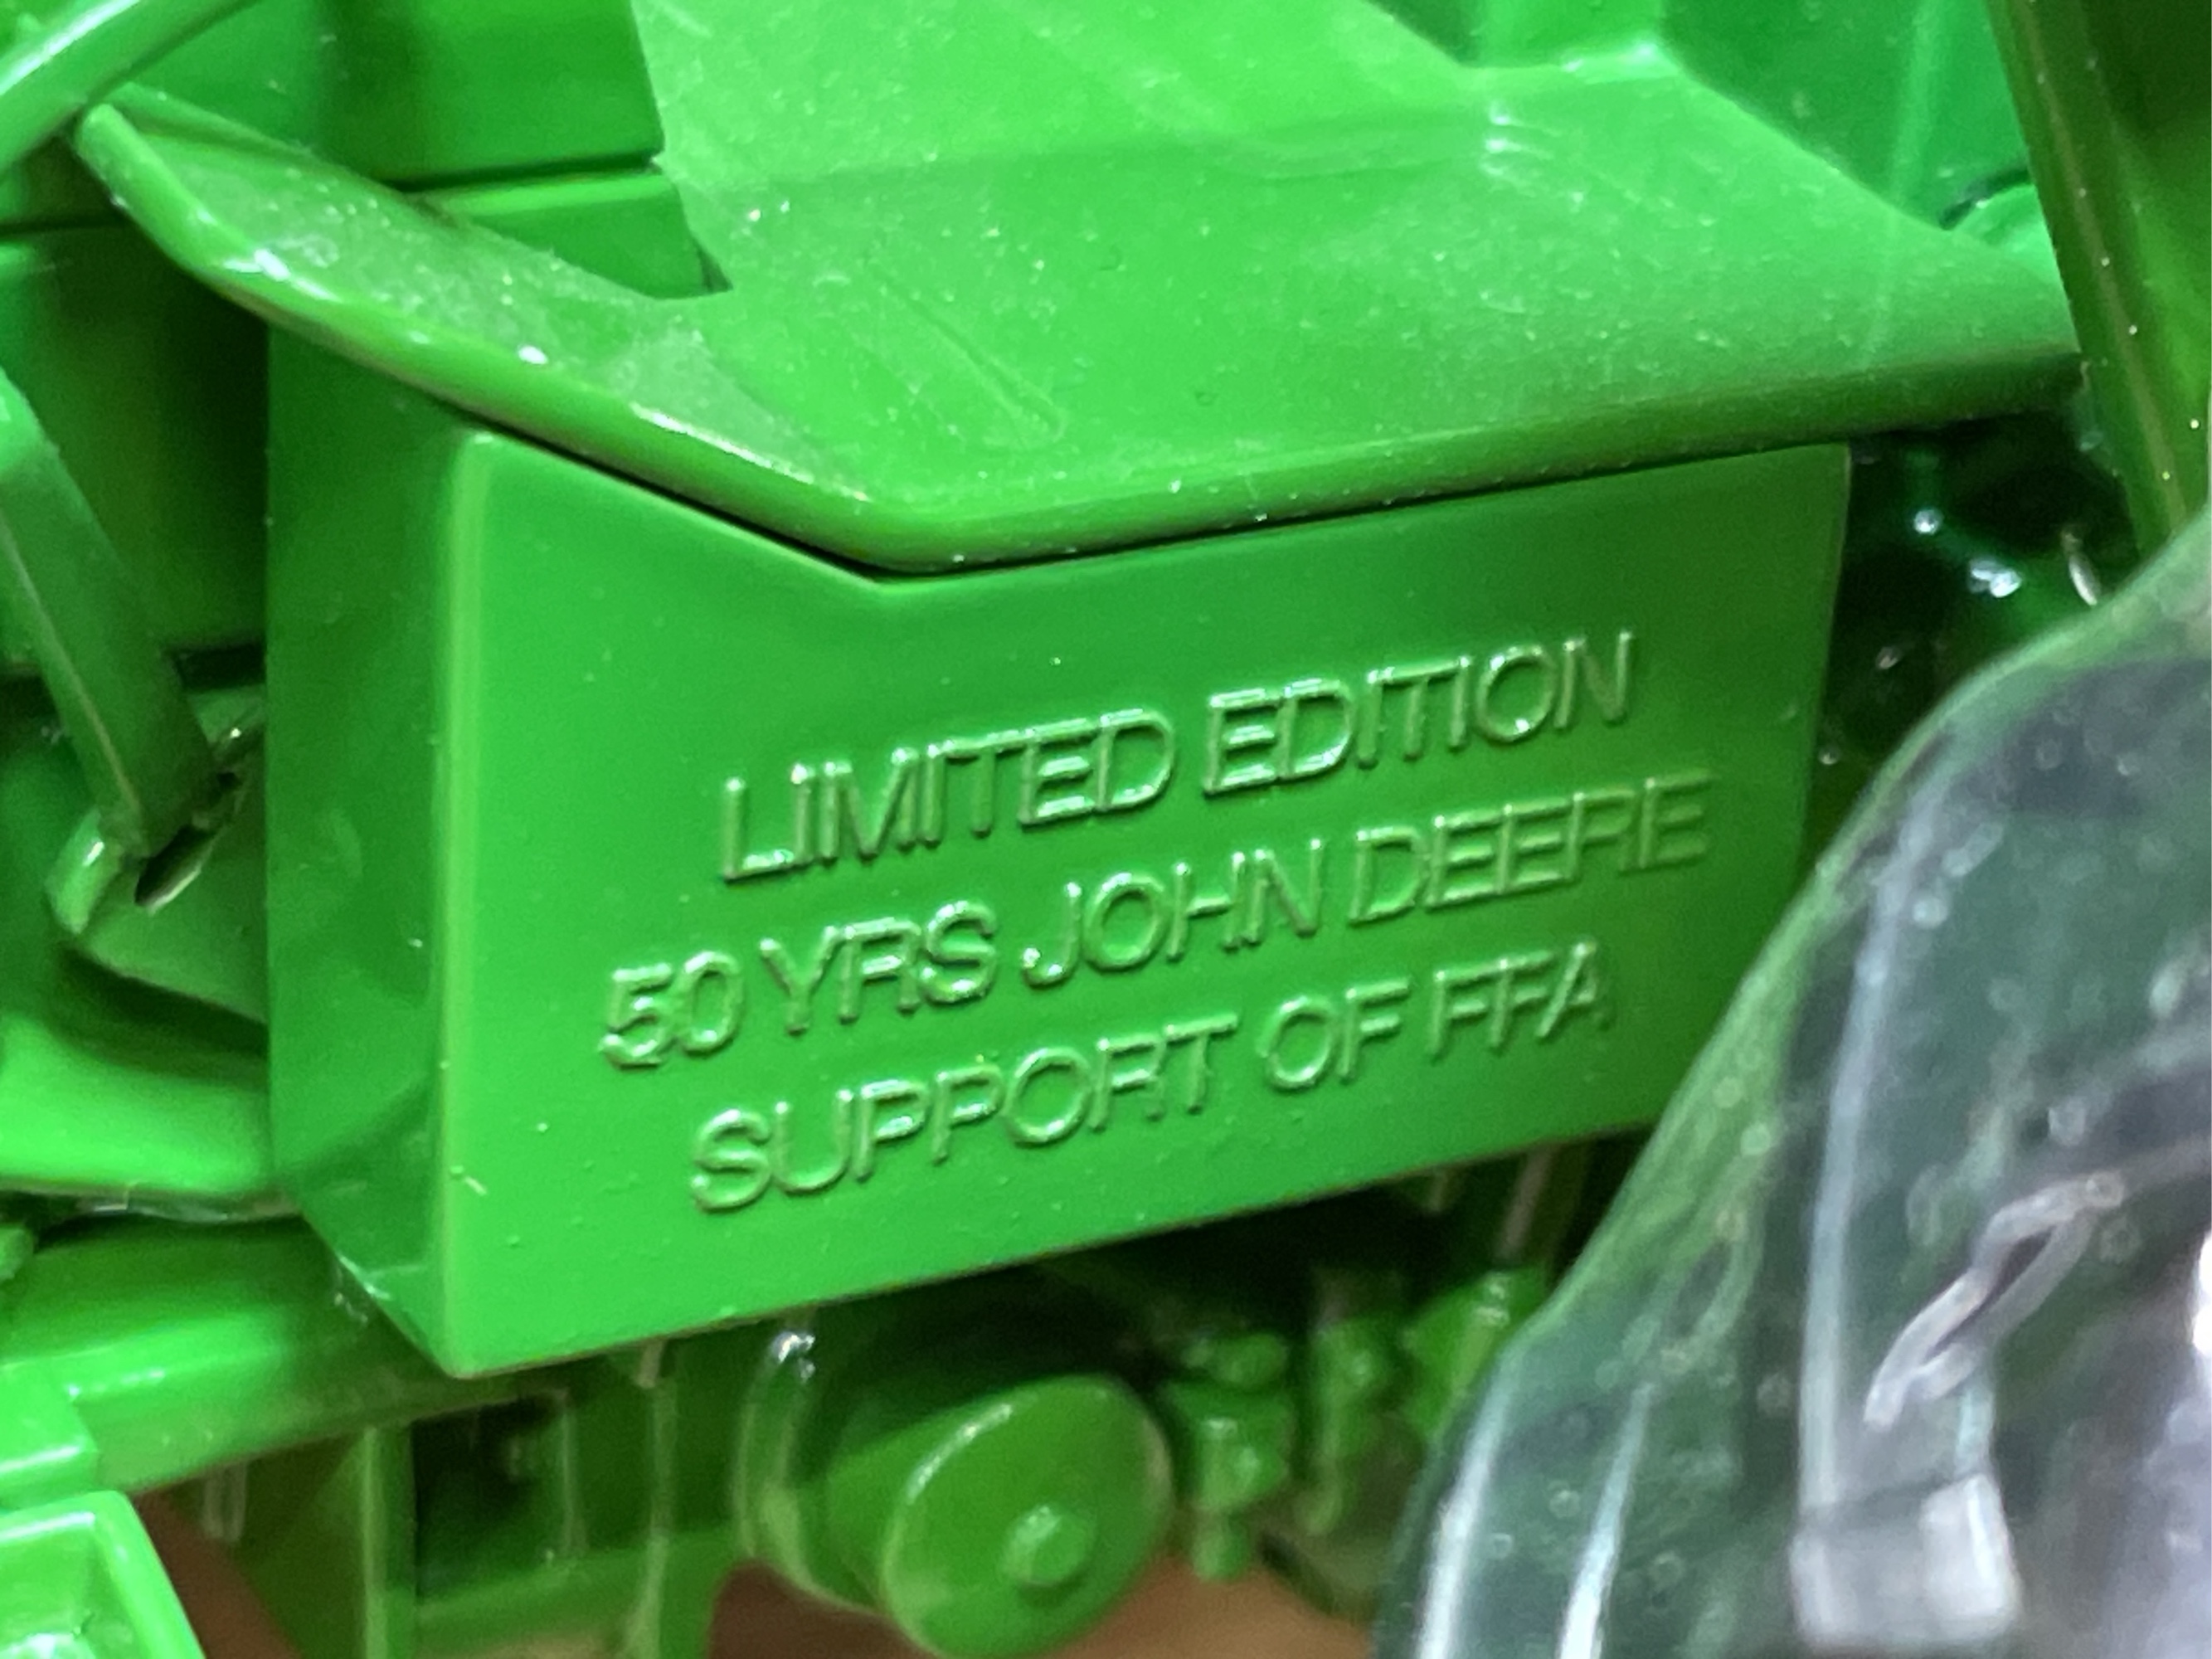 LIMITED EDITION
50 YRS JOHN DEERE
SUPPORT OF FFA